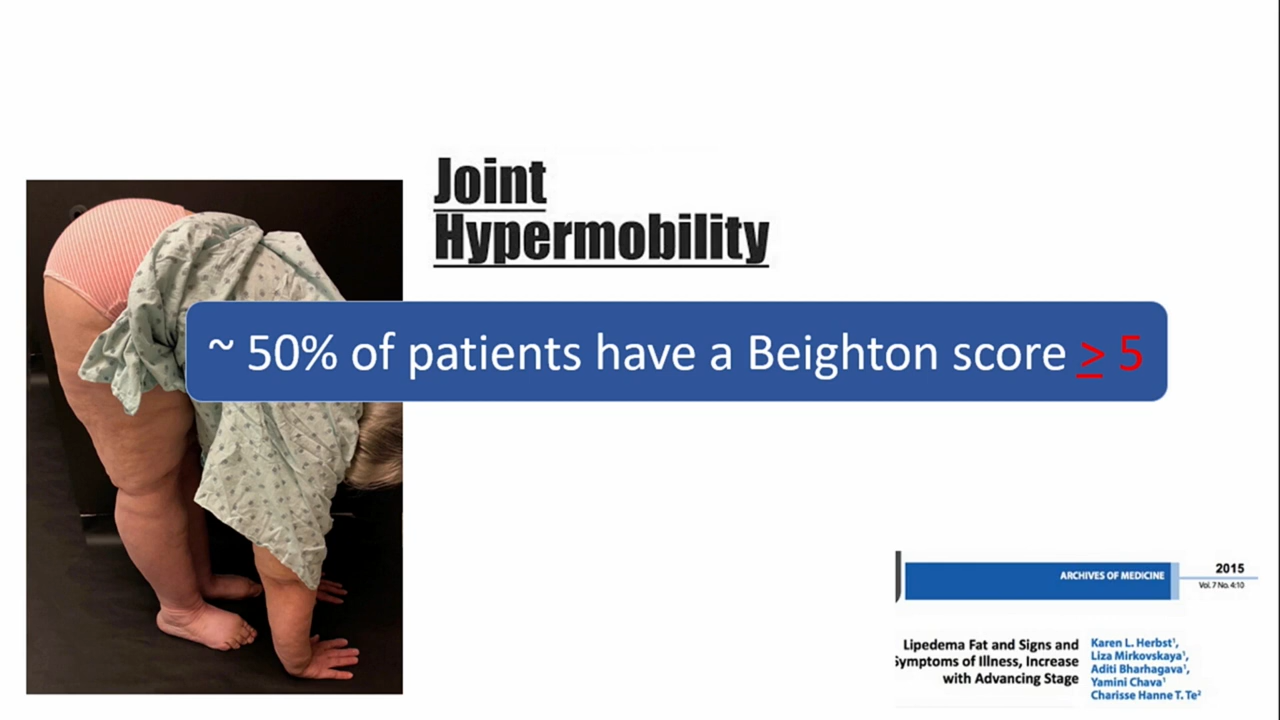 Joint
Hypermobility
~ 50% of patients have a Beighton score ≥ 5
ARCHIVES OF MEDICINE
2015
Vol. 7 No. 4:10
Lipedema Fat and Signs and
Symptoms of Illness, Increase
with Advancing Stage
Karen L. Herbst¹,
Liza Mirkovskaya¹,
Aditi Bharhagava¹,
Yamini Chava¹
Charisse Hanne T. Te²